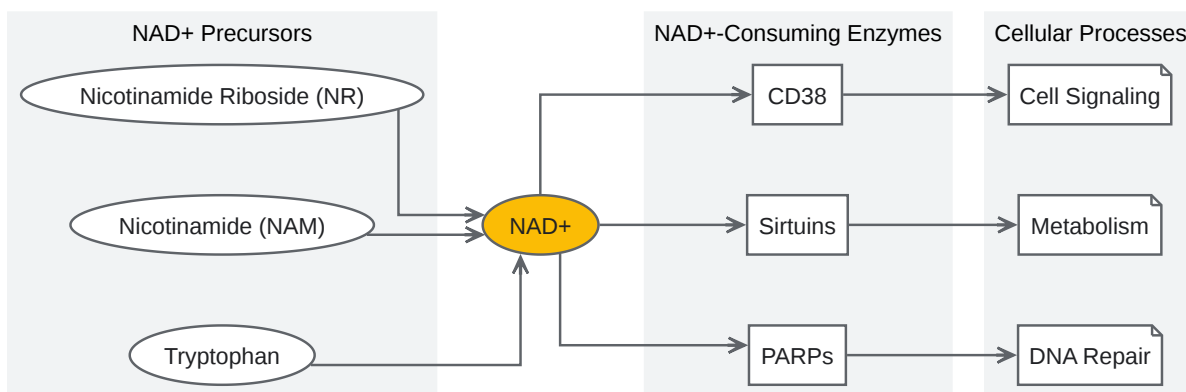 NAD+ Precursors
NAD+-Consuming Enzymes
Cellular Processes
Nicotinamide Riboside (NR)
CD38
Cell Signaling
Nicotinamide (NAM)
NAD+
Sirtuins
Metabolism
Tryptophan
PARPs
DNA Repair